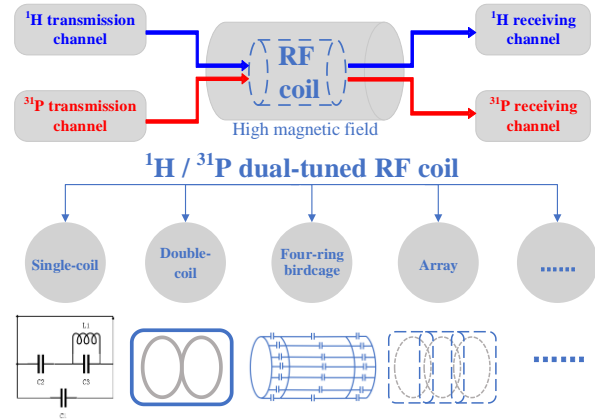 ¹H transmission
channel
¹H receiving
channel
RF
coil
³¹P transmission
channel
³¹P receiving
channel
High magnetic field
¹H / ³¹P dual-tuned RF coil
Single-coil
Double-
coil
Four-ring
birdcage
Array
......
L1
C2
C3
......